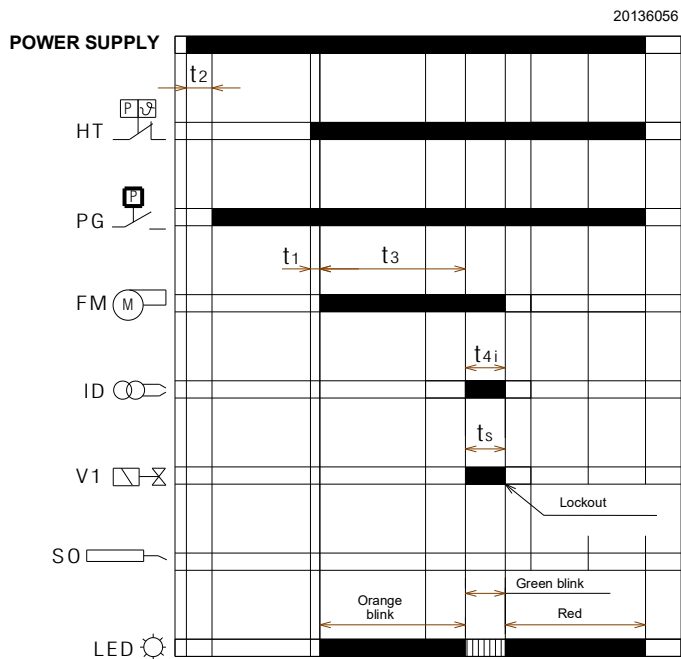 20136056
POWER SUPPLY
t2
P ϑ
HT
P
PG
t1 t3
FM M
t4i
ID
ts
V1
Lockout
SO
Green blink
Orange
blink
Red
LED